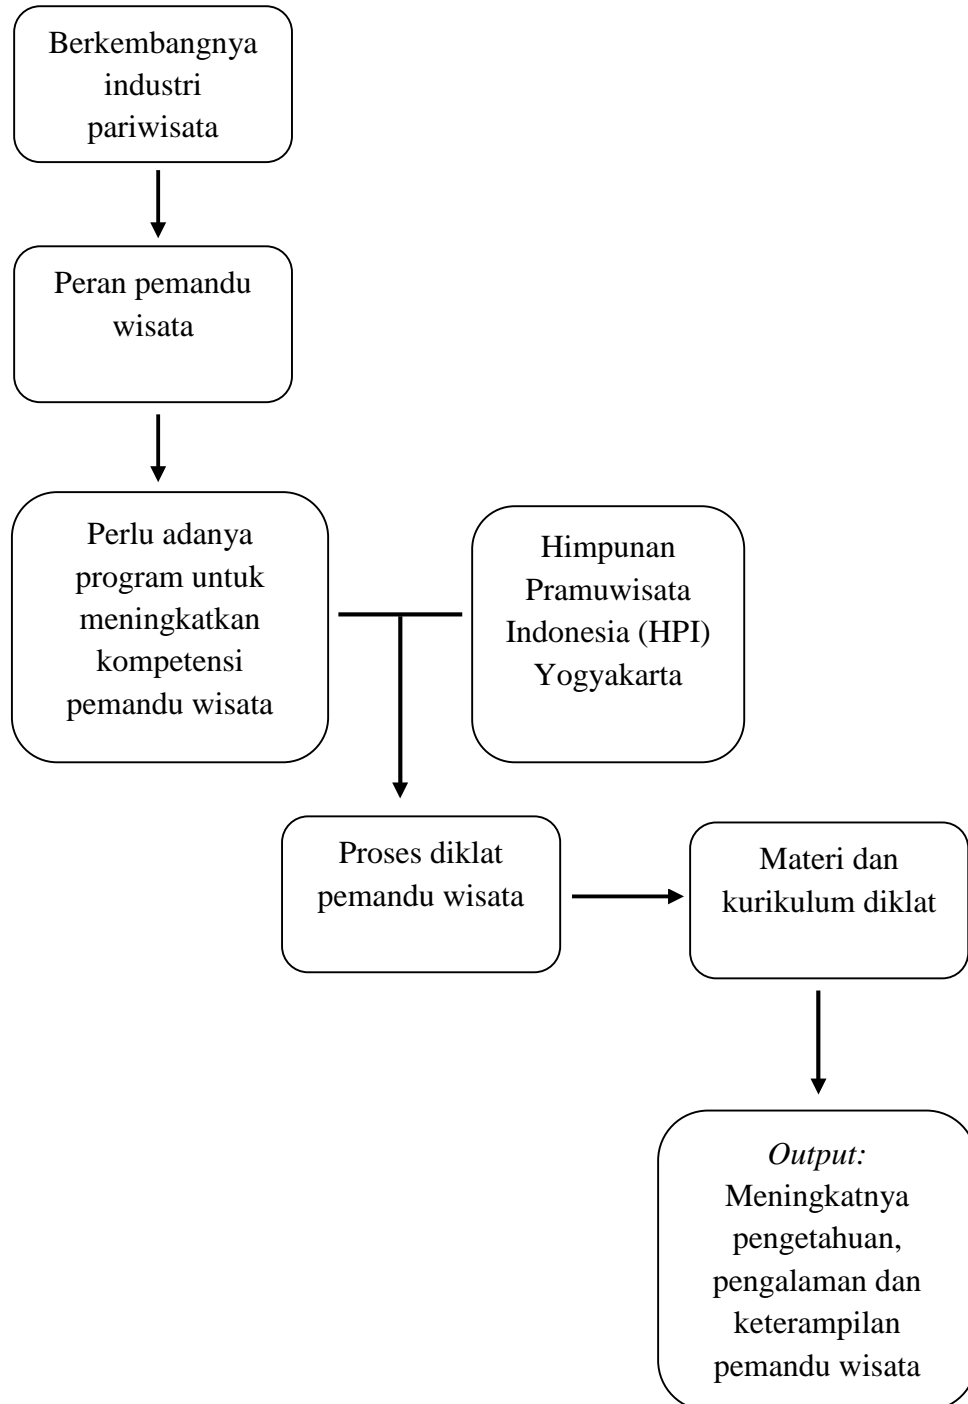 Berkembangnya
industri
pariwisata
Peran pemandu
wisata
Perlu adanya
program untuk
meningkatkan
kompetensi
pemandu wisata
Himpunan
Pramuwisata
Indonesia (HPI)
Yogyakarta
Proses diklat
pemandu wisata
Materi dan
kurikulum diklat
Output:
Meningkatnya
pengetahuan,
pengalaman dan
keterampilan
pemandu wisata